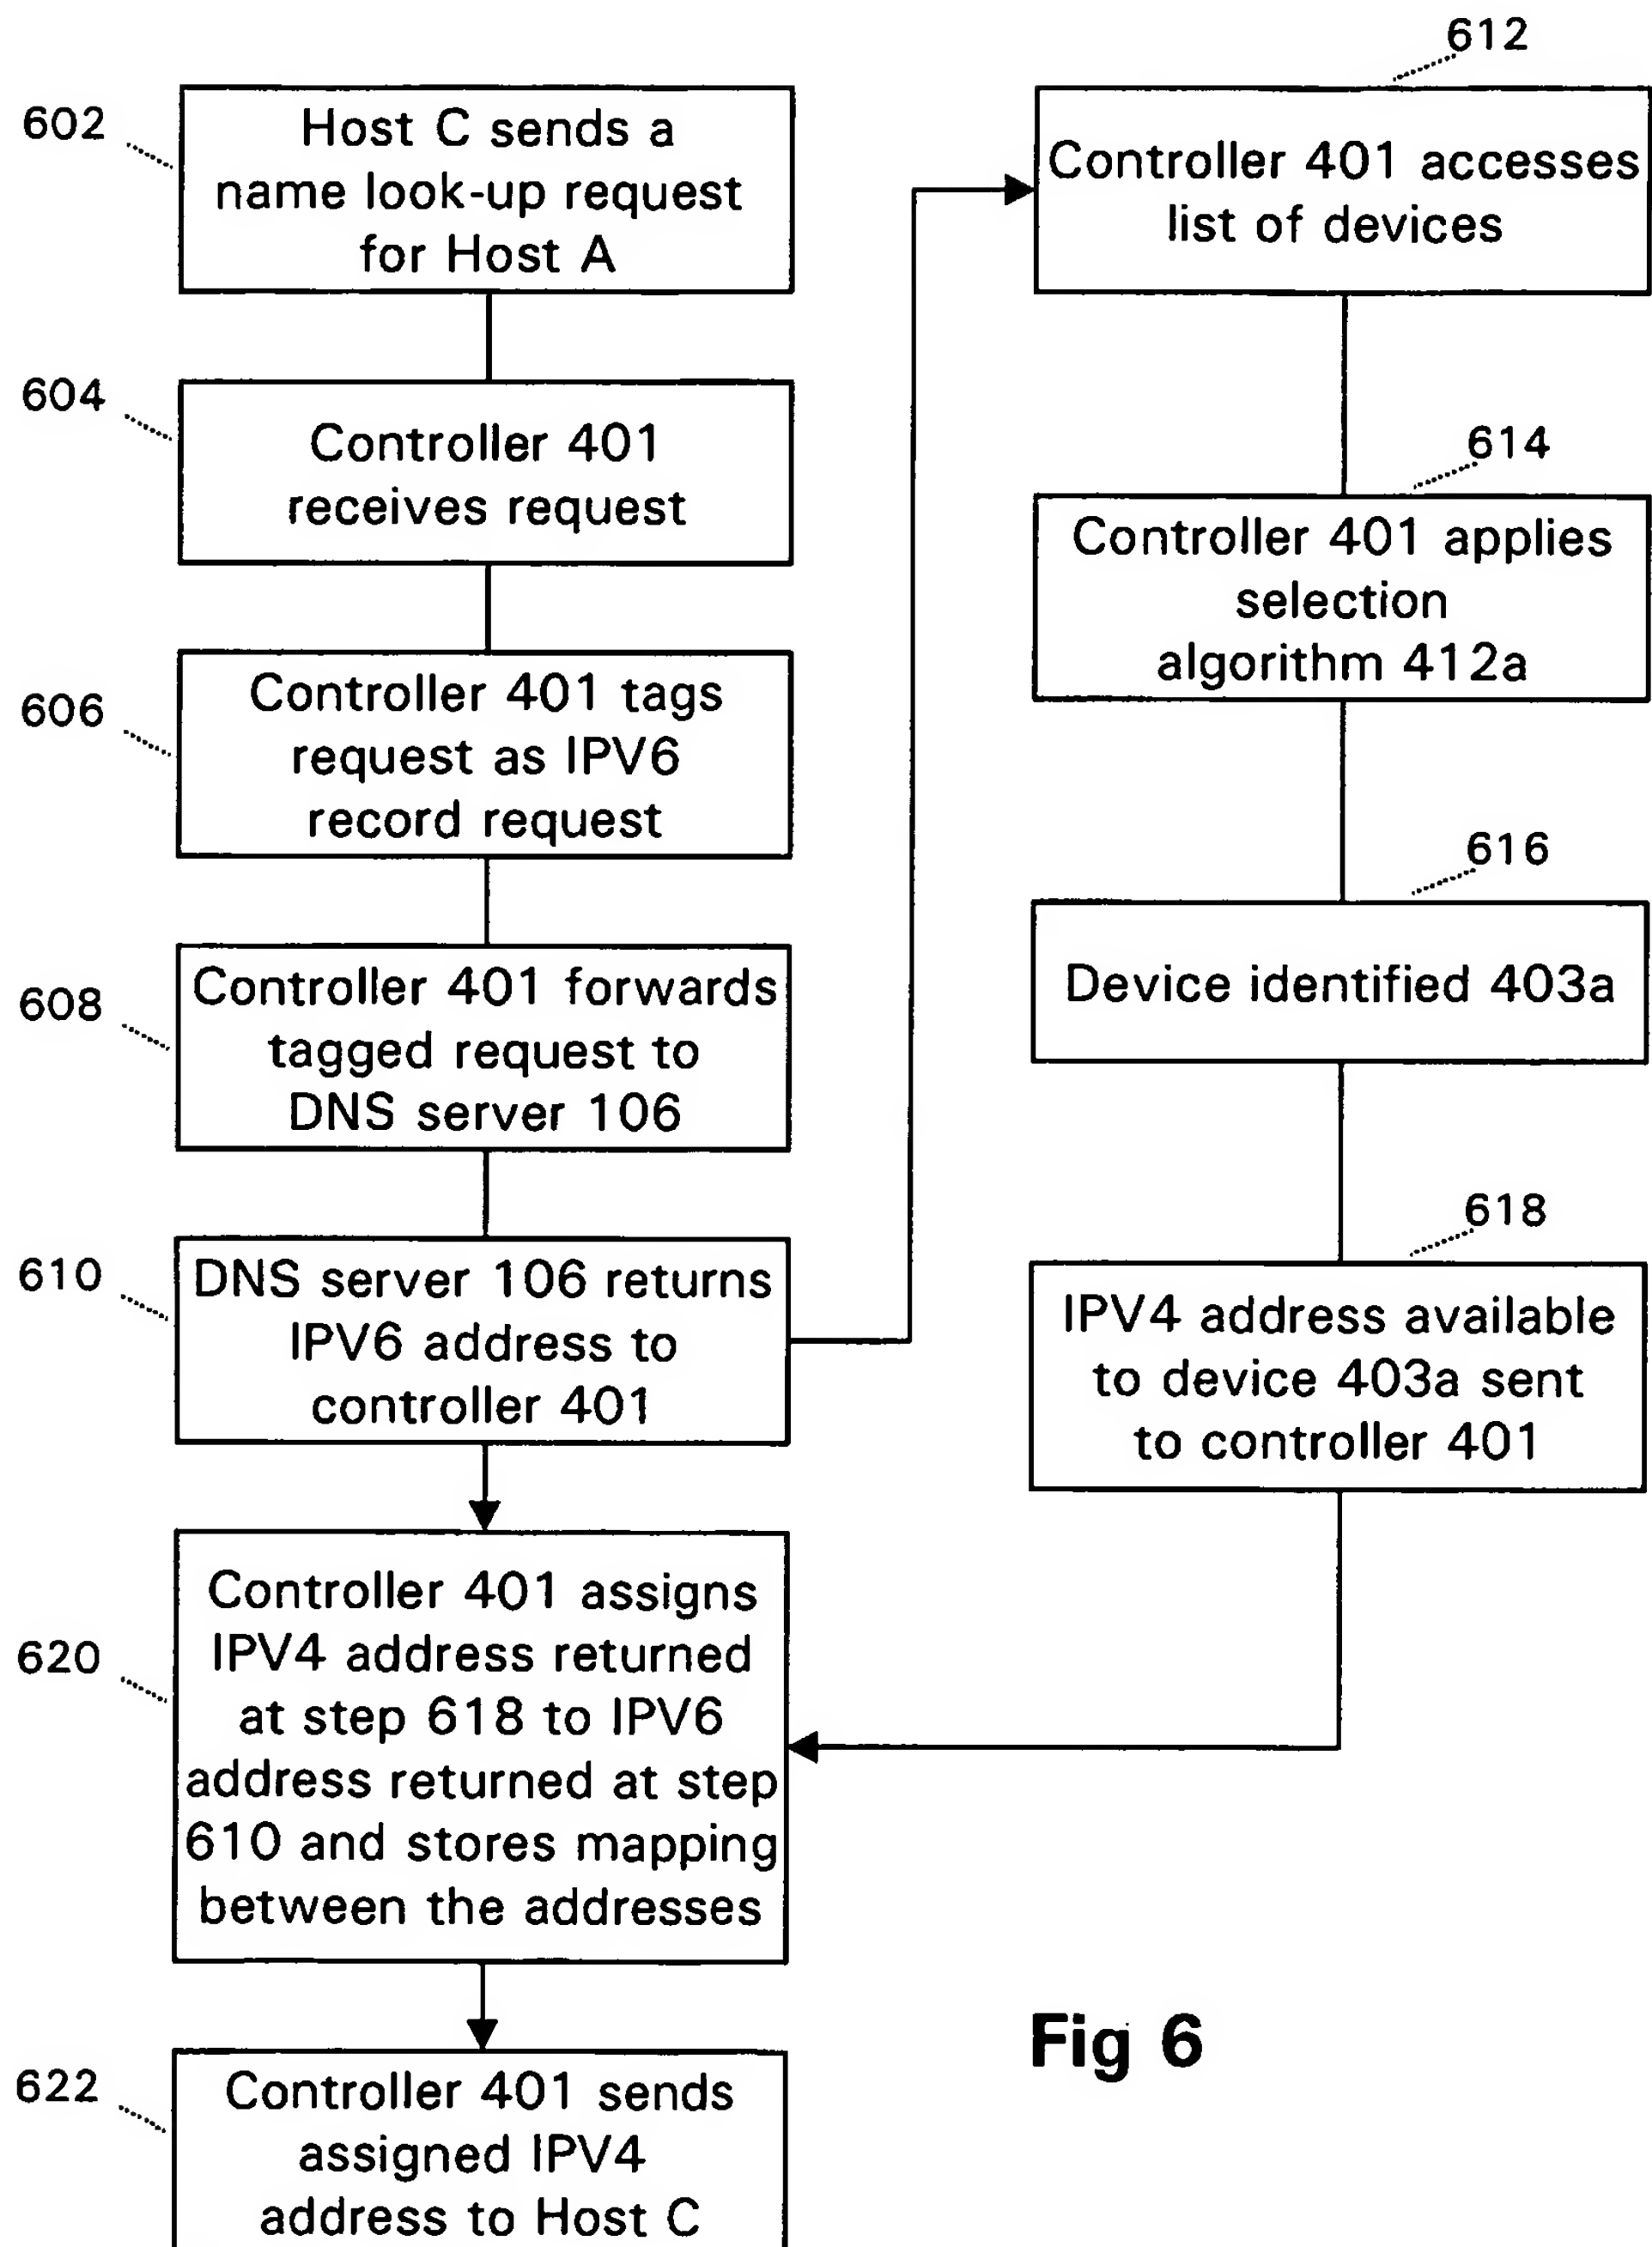 602
Host C sends a
name look-up request
for Host A
604
Controller 401
receives request
606
Controller 401 tags
request as IPV6
record request
608
Controller 401 forwards
tagged request to
DNS server 106
610
DNS server 106 returns
IPV6 address to
controller 401
612
Controller 401 accesses
list of devices
614
Controller 401 applies
selection
algorithm 412a
616
Device identified 403a
618
IPV4 address available
to device 403a sent
to controller 401
620
Controller 401 assigns
IPV4 address returned
at step 618 to IPV6
address returned at step
610 and stores mapping
between the addresses
622
Controller 401 sends
assigned IPV4
address to Host C
Fig 6